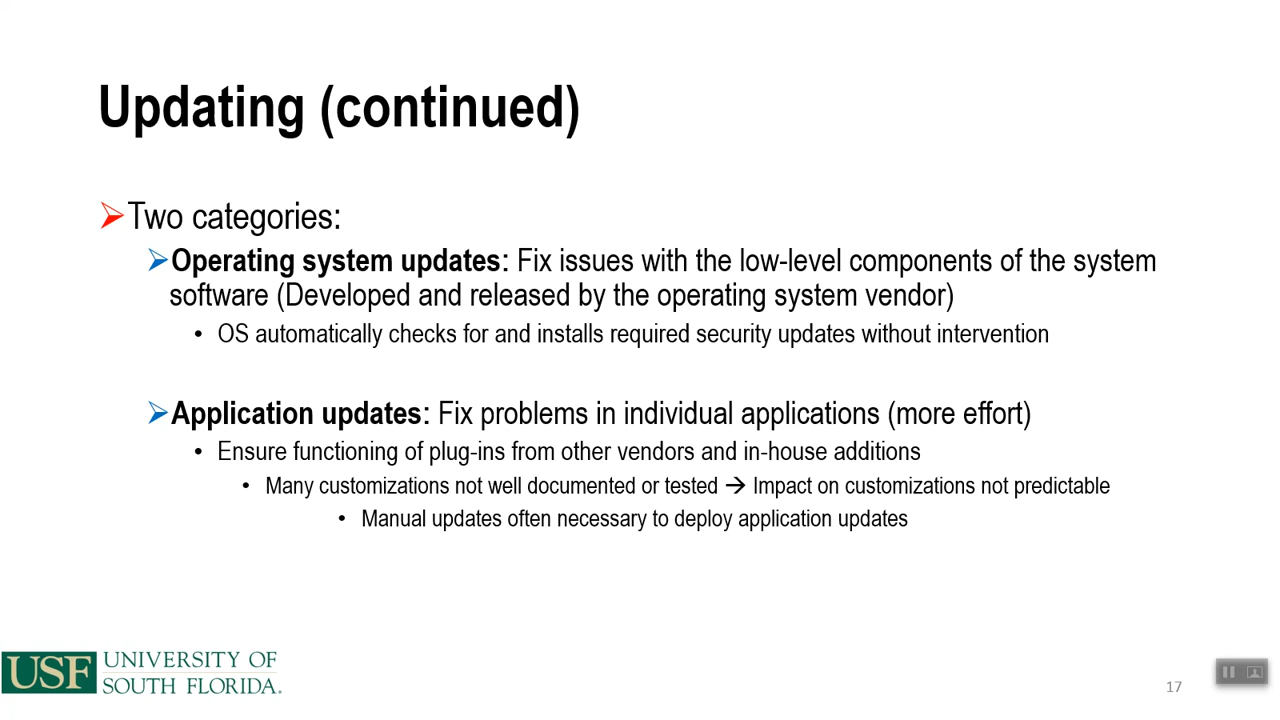 Updating (continued)
Two categories:
Operating system updates: Fix issues with the low-level components of the system
software (Developed and released by the operating system vendor)
• OS automatically checks for and installs required security updates without intervention
Application updates: Fix problems in individual applications (more effort)
• Ensure functioning of plug-ins from other vendors and in-house additions
• Many customizations not well documented or tested → Impact on customizations not predictable
• Manual updates often necessary to deploy application updates
USF UNIVERSITY OF
SOUTH FLORIDA.
17